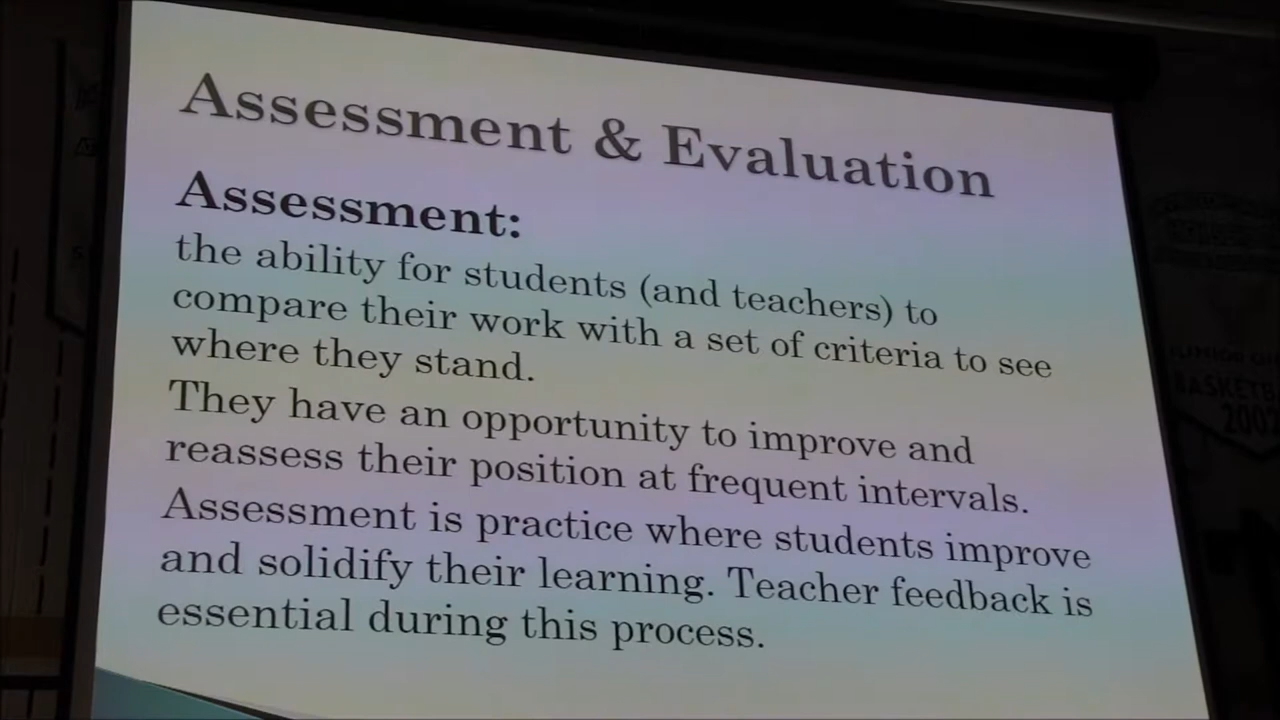 Assessment & Evaluation
Assessment:
the ability for students (and teachers) to
compare their work with a set of criteria to see
where they stand.
They have an opportunity to improve and
reassess their position at frequent intervals.
Assessment is practice where students improve
and solidify their learning. Teacher feedback is
essential during this process.